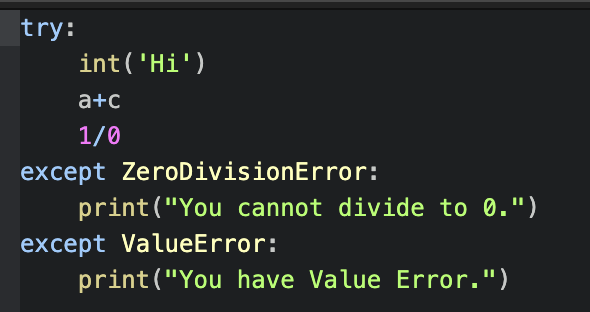 try:
    int('Hi')
    a+c
    1/0
except ZeroDivisionError:
    print("You cannot divide to 0.")
except ValueError:
    print("You have Value Error.")